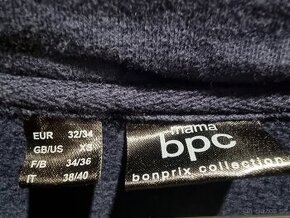 EUR 32/34
GB/US XS
F/B 34/36
IT 38/40
mama
bpc
bonprix collection